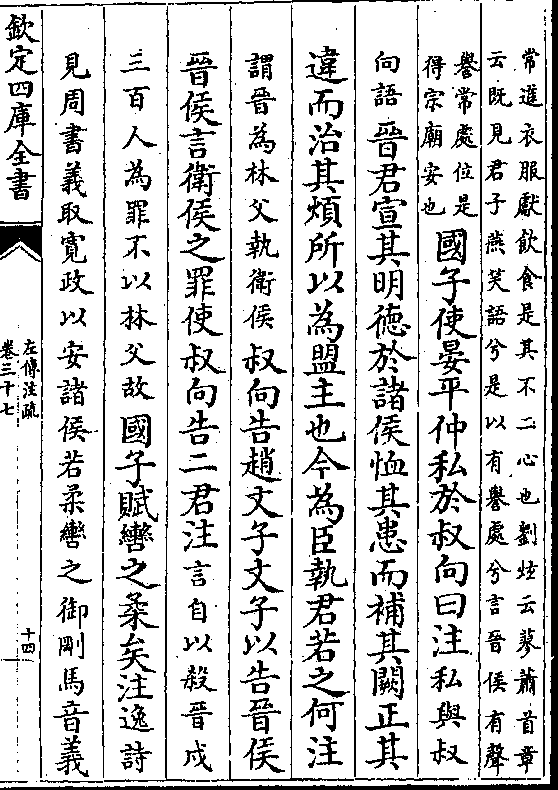 常進衣服獻飲食是其不二心也劉炫云蓼蕭首章
云既見君子燕笑語兮是以有譽處兮言晉侯有聲
譽常處位是
得宗廟安也
國子使晏平仲私於叔向曰注私與叔
向語晉君宣其明德於諸侯恤其患而補其闕正其
違而治其煩所以為盟主也今為臣執君若之何注
謂晉為林父執衛侯叔向告趙文子文子以告晉侯
晉侯言衛侯之罪使叔向告二君注言自以殺晉戍
三百人為罪不以林父故國子賦轡之柔矣注逸詩
見周書義取寛政以安諸侯若柔轡之御剛馬音義
欽定四庫全書
左傳注疏
卷三十七
十四